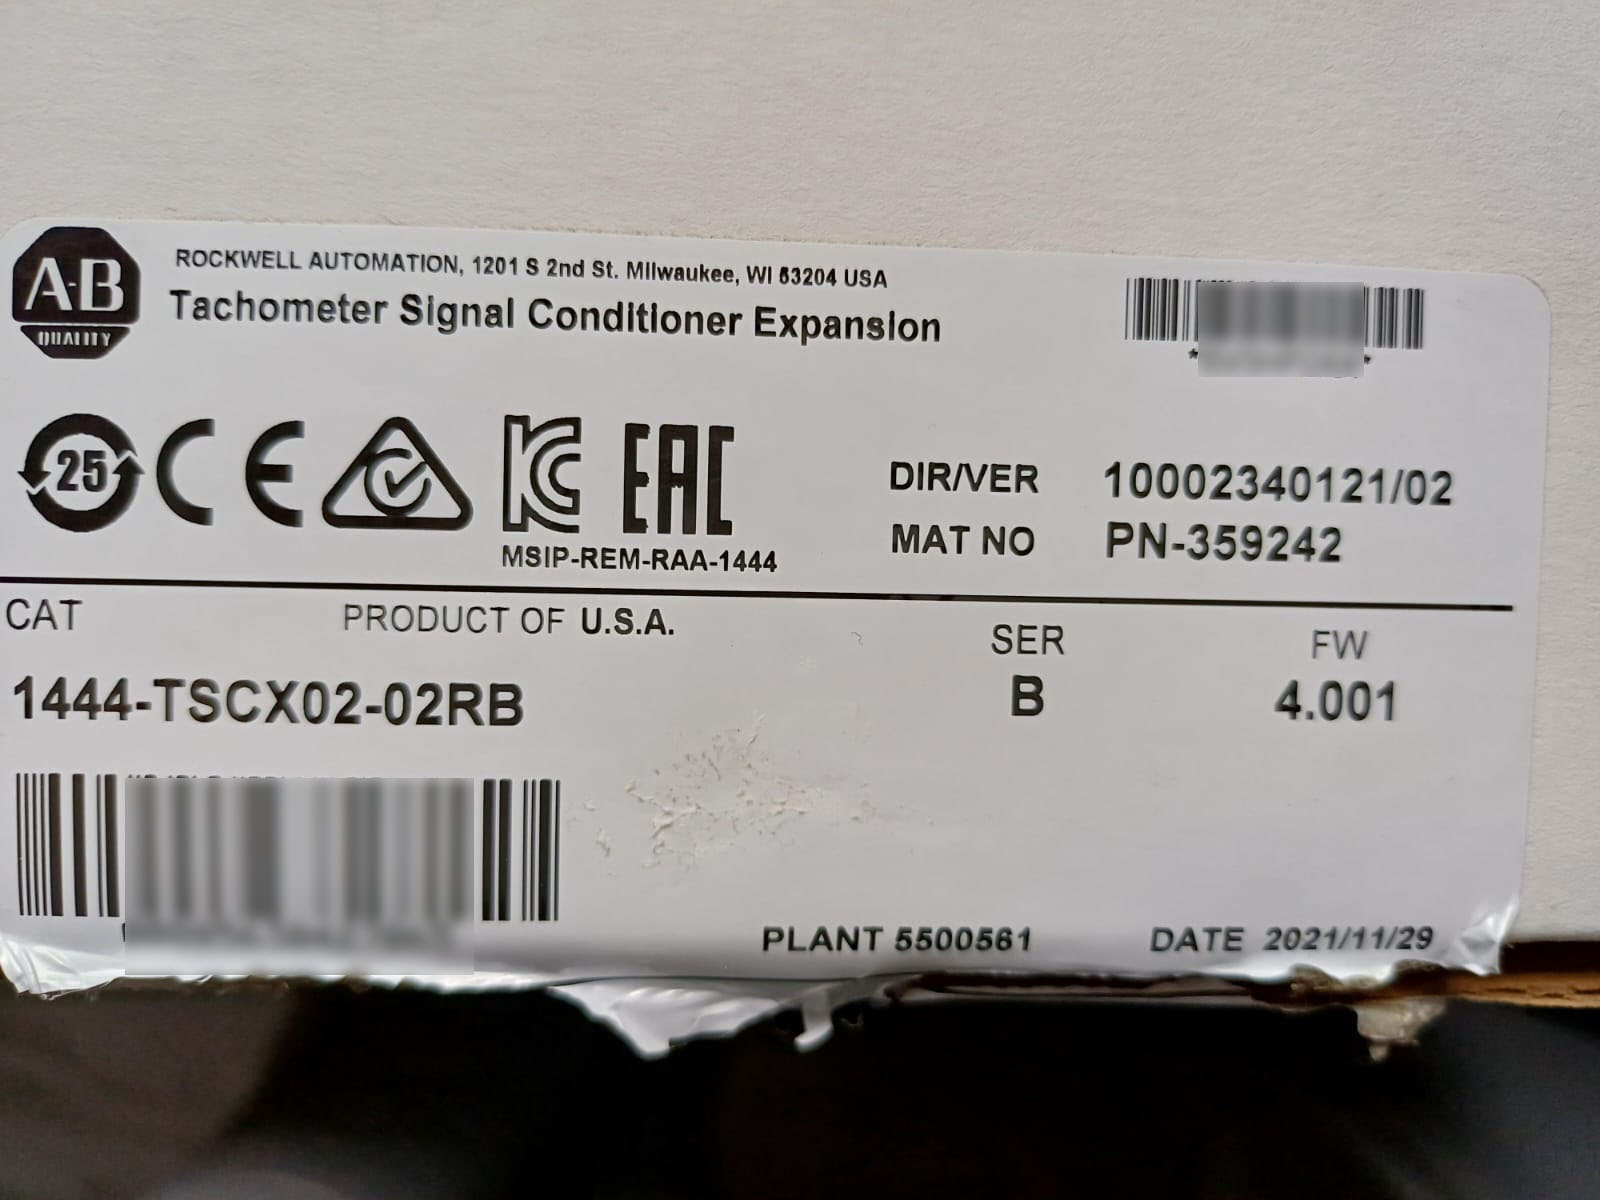 A-B
QUALITY
ROCKWELL AUTOMATION, 1201 S 2nd St. Milwaukee, WI 53204 USA
Tachometer Signal Conditioner Expansion
25
CE
KC
EAC
MSIP-REM-RAA-1444
DIR/VER 10002340121/02
MAT NO PN-359242
CAT PRODUCT OF U.S.A. SER FW
1444-TSCX02-02RB B 4.001
PLANT 5500561 DATE 2021/11/29